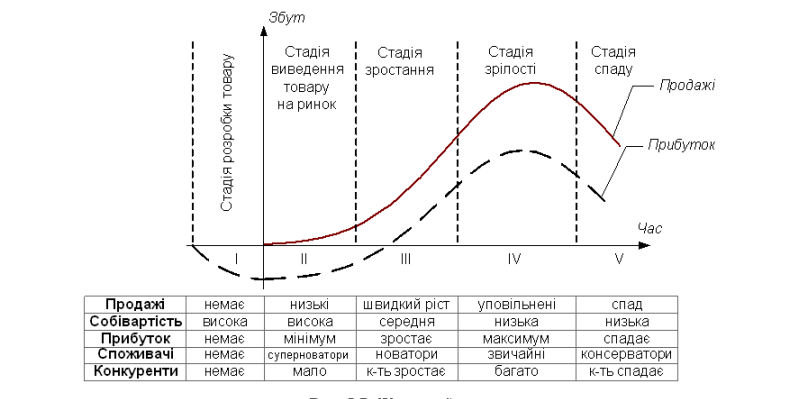 Збут
Стадія розробки товару
Стадія
виведення
товару
на ринок
Стадія
зростання
Стадія
зрілості
Стадія
спаду
Продажі
Прибуток
Час
I II III IV V
Продажі немає низькі швидкий ріст уповільнені спад
Собівартість висока висока середня низька низька
Прибуток немає мінімум зростає максимум спадає
Споживачі немає суперноватори новатори звичайні консерватори
Конкуренти немає мало к-ть зростає багато к-ть спадає